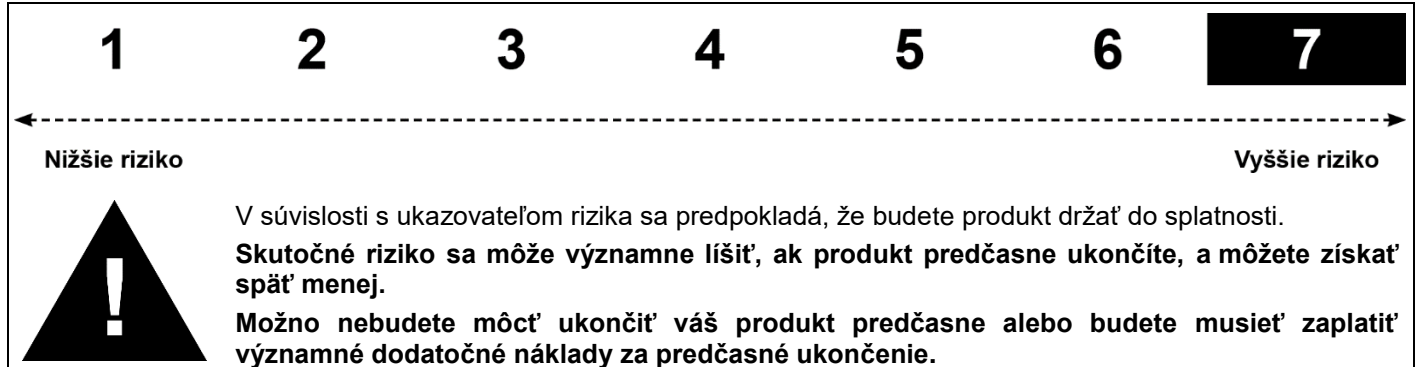 1 2 3 4 5 6 7
Nižšie riziko Vyššie riziko
!
V súvislosti s ukazovateľom rizika sa predpokladá, že budete produkt držať do splatnosti.
Skutočné riziko sa môže významne líšiť, ak produkt predčasne ukončíte, a môžete získať
späť menej.
Možno nebudete môcť ukončiť váš produkt predčasne alebo budete musieť zaplatiť
významné dodatočné náklady za predčasné ukončenie.